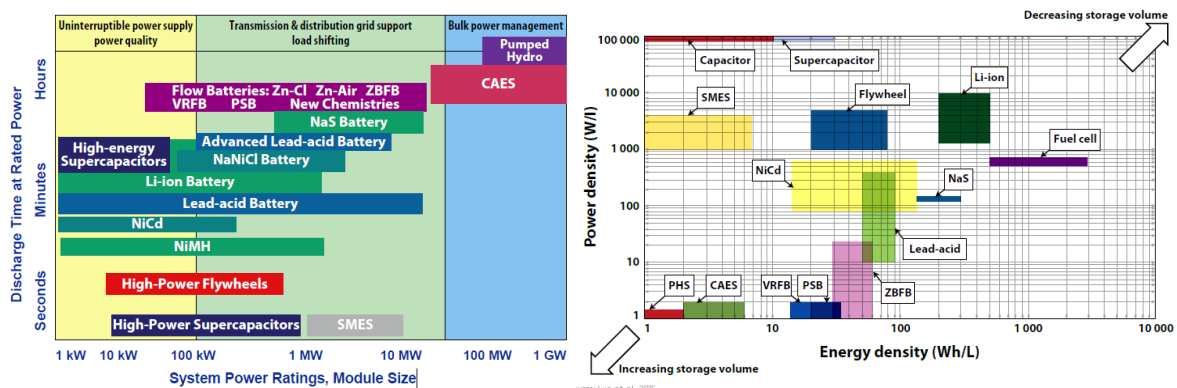 Uninterruptible power supply
power quality
Transmission & distribution grid support
load shifting
Bulk power management
Pumped
Hydro
CAES
Flow Batteries: Zn-Cl Zn-Air ZBFB
VRFB PSB New Chemistries
NaS Battery
Advanced Lead-acid Battery
High-energy
Supercapacitors
NaNiCl Battery
Li-ion Battery
Lead-acid Battery
NiCd
NiMH
High-Power Flywheels
High-Power Supercapacitors
SMES
Discharge Time at Rated Power
Seconds
Minutes
Hours
1 kW
10 kW
100 kW
1 MW
10 MW
100 MW
1 GW
System Power Ratings, Module Size
Decreasing storage volume
100 000
10 000
1 000
100
10
1
Power density (W/l)
Capacitor
Supercapacitor
SMES
Flywheel
Li-ion
Fuel cell
NiCd
NaS
Lead-acid
ZBFB
PHS
CAES
VRFB
PSB
1
10
100
1 000
10 000
Energy density (Wh/L)
Increasing storage volume